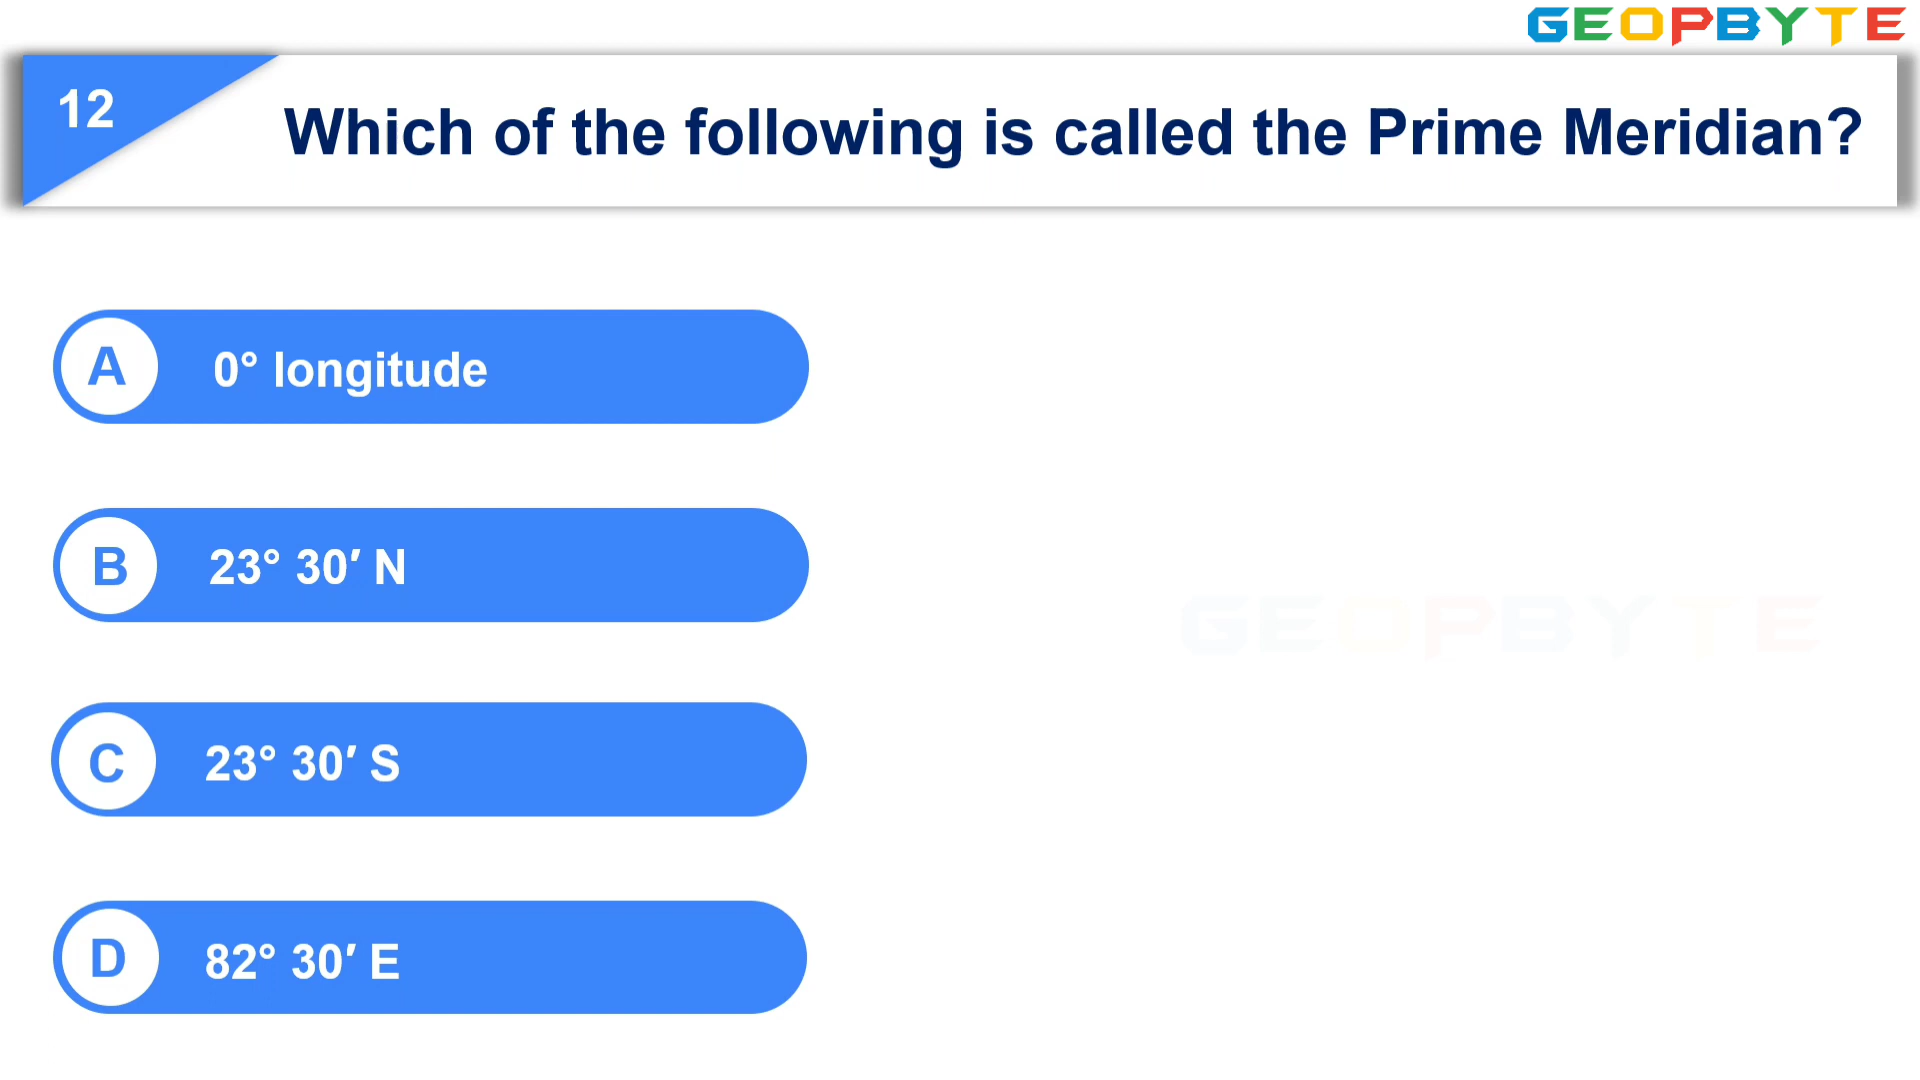 GEOPBYTE
12
Which of the following is called the Prime Meridian?
A
0° longitude
B
23° 30′ N
GEOPBYTE
C
23° 30′ S
D
82° 30′ E